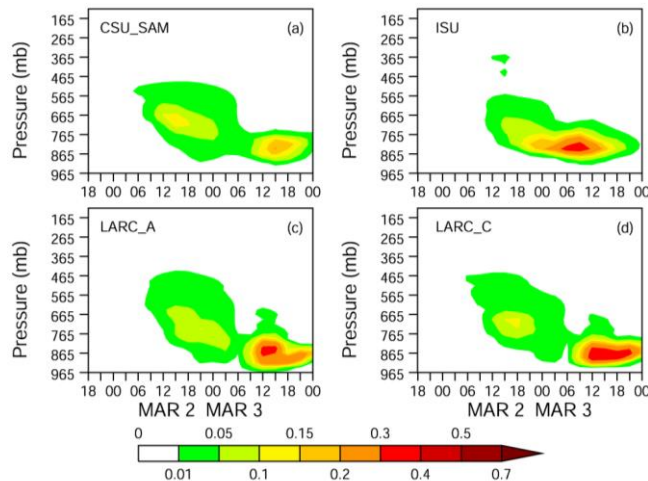 CSU_SAM (a)
ISU (b)
Pressure (mb)
165
265
365
465
565
665
765
865
965
18 00 06 12 18 00 06 12 18 00
Pressure (mb)
165
265
365
465
565
665
765
865
965
18 00 06 12 18 00 06 12 18 00
LARC_A (c)
LARC_C (d)
Pressure (mb)
165
265
365
465
565
665
765
865
965
18 00 06 12 18 00 06 12 18 00
MAR 2 MAR 3
Pressure (mb)
165
265
365
465
565
665
765
865
965
18 00 06 12 18 00 06 12 18 00
MAR 2 MAR 3
0 0.05 0.15 0.3 0.5
0.01 0.1 0.2 0.4 0.7